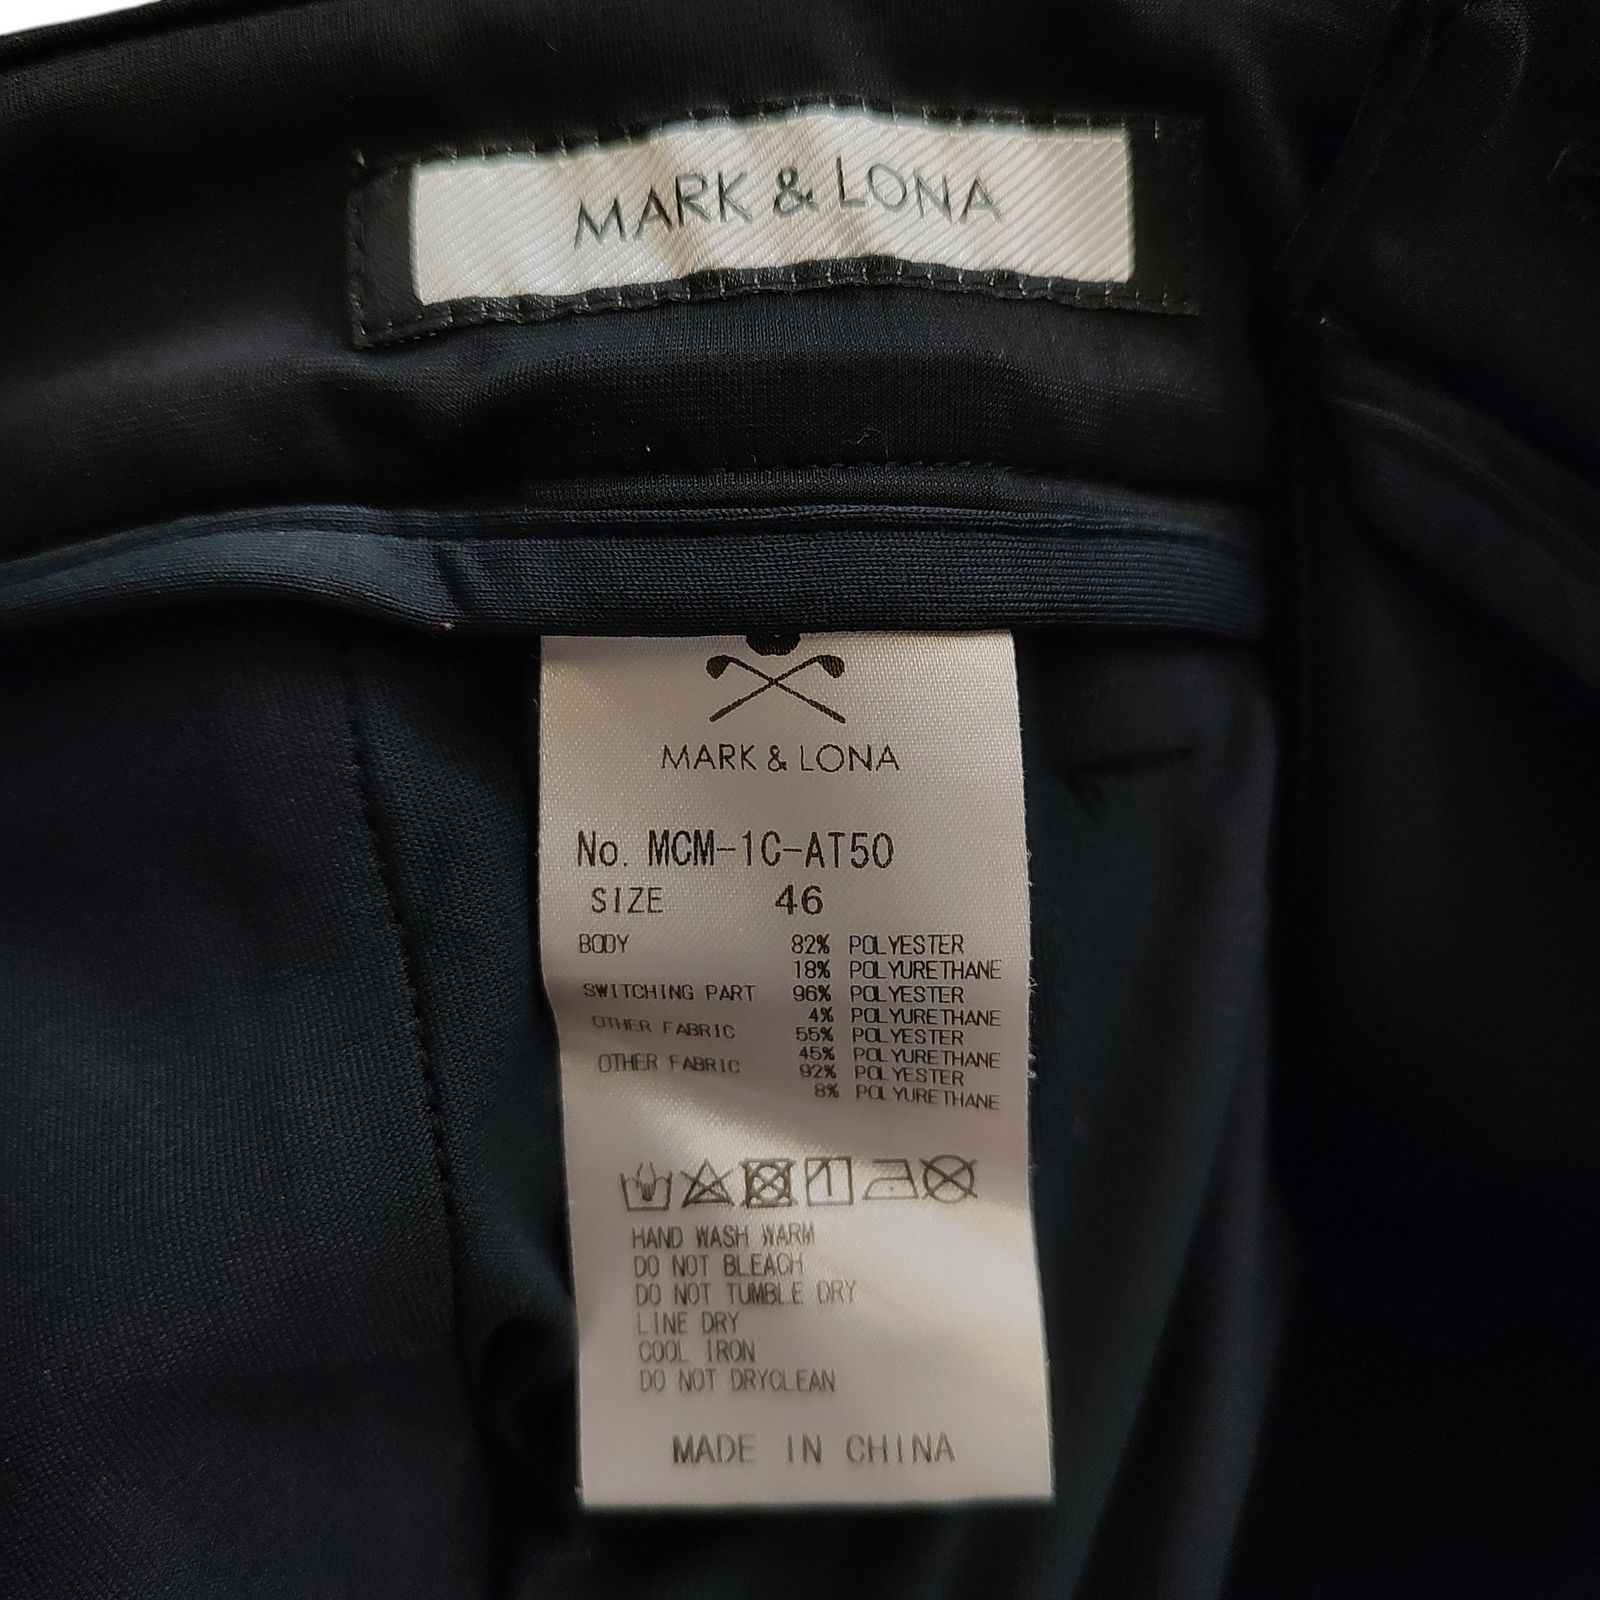 MARK & LONA
MARK & LONA
No. MCM-1C-AT50
SIZE 46
BODY 82% POLYESTER
18% POLYURETHANE
SWITCHING PART 96% POLYESTER
4% POLYURETHANE
OTHER FABRIC 55% POLYESTER
45% POLYURETHANE
OTHER FABRIC 92% POLYESTER
8% POLYURETHANE
HAND WASH WARM
DO NOT BLEACH
DO NOT TUMBLE DRY
LINE DRY
COOL IRON
DO NOT DRYCLEAN
MADE IN CHINA